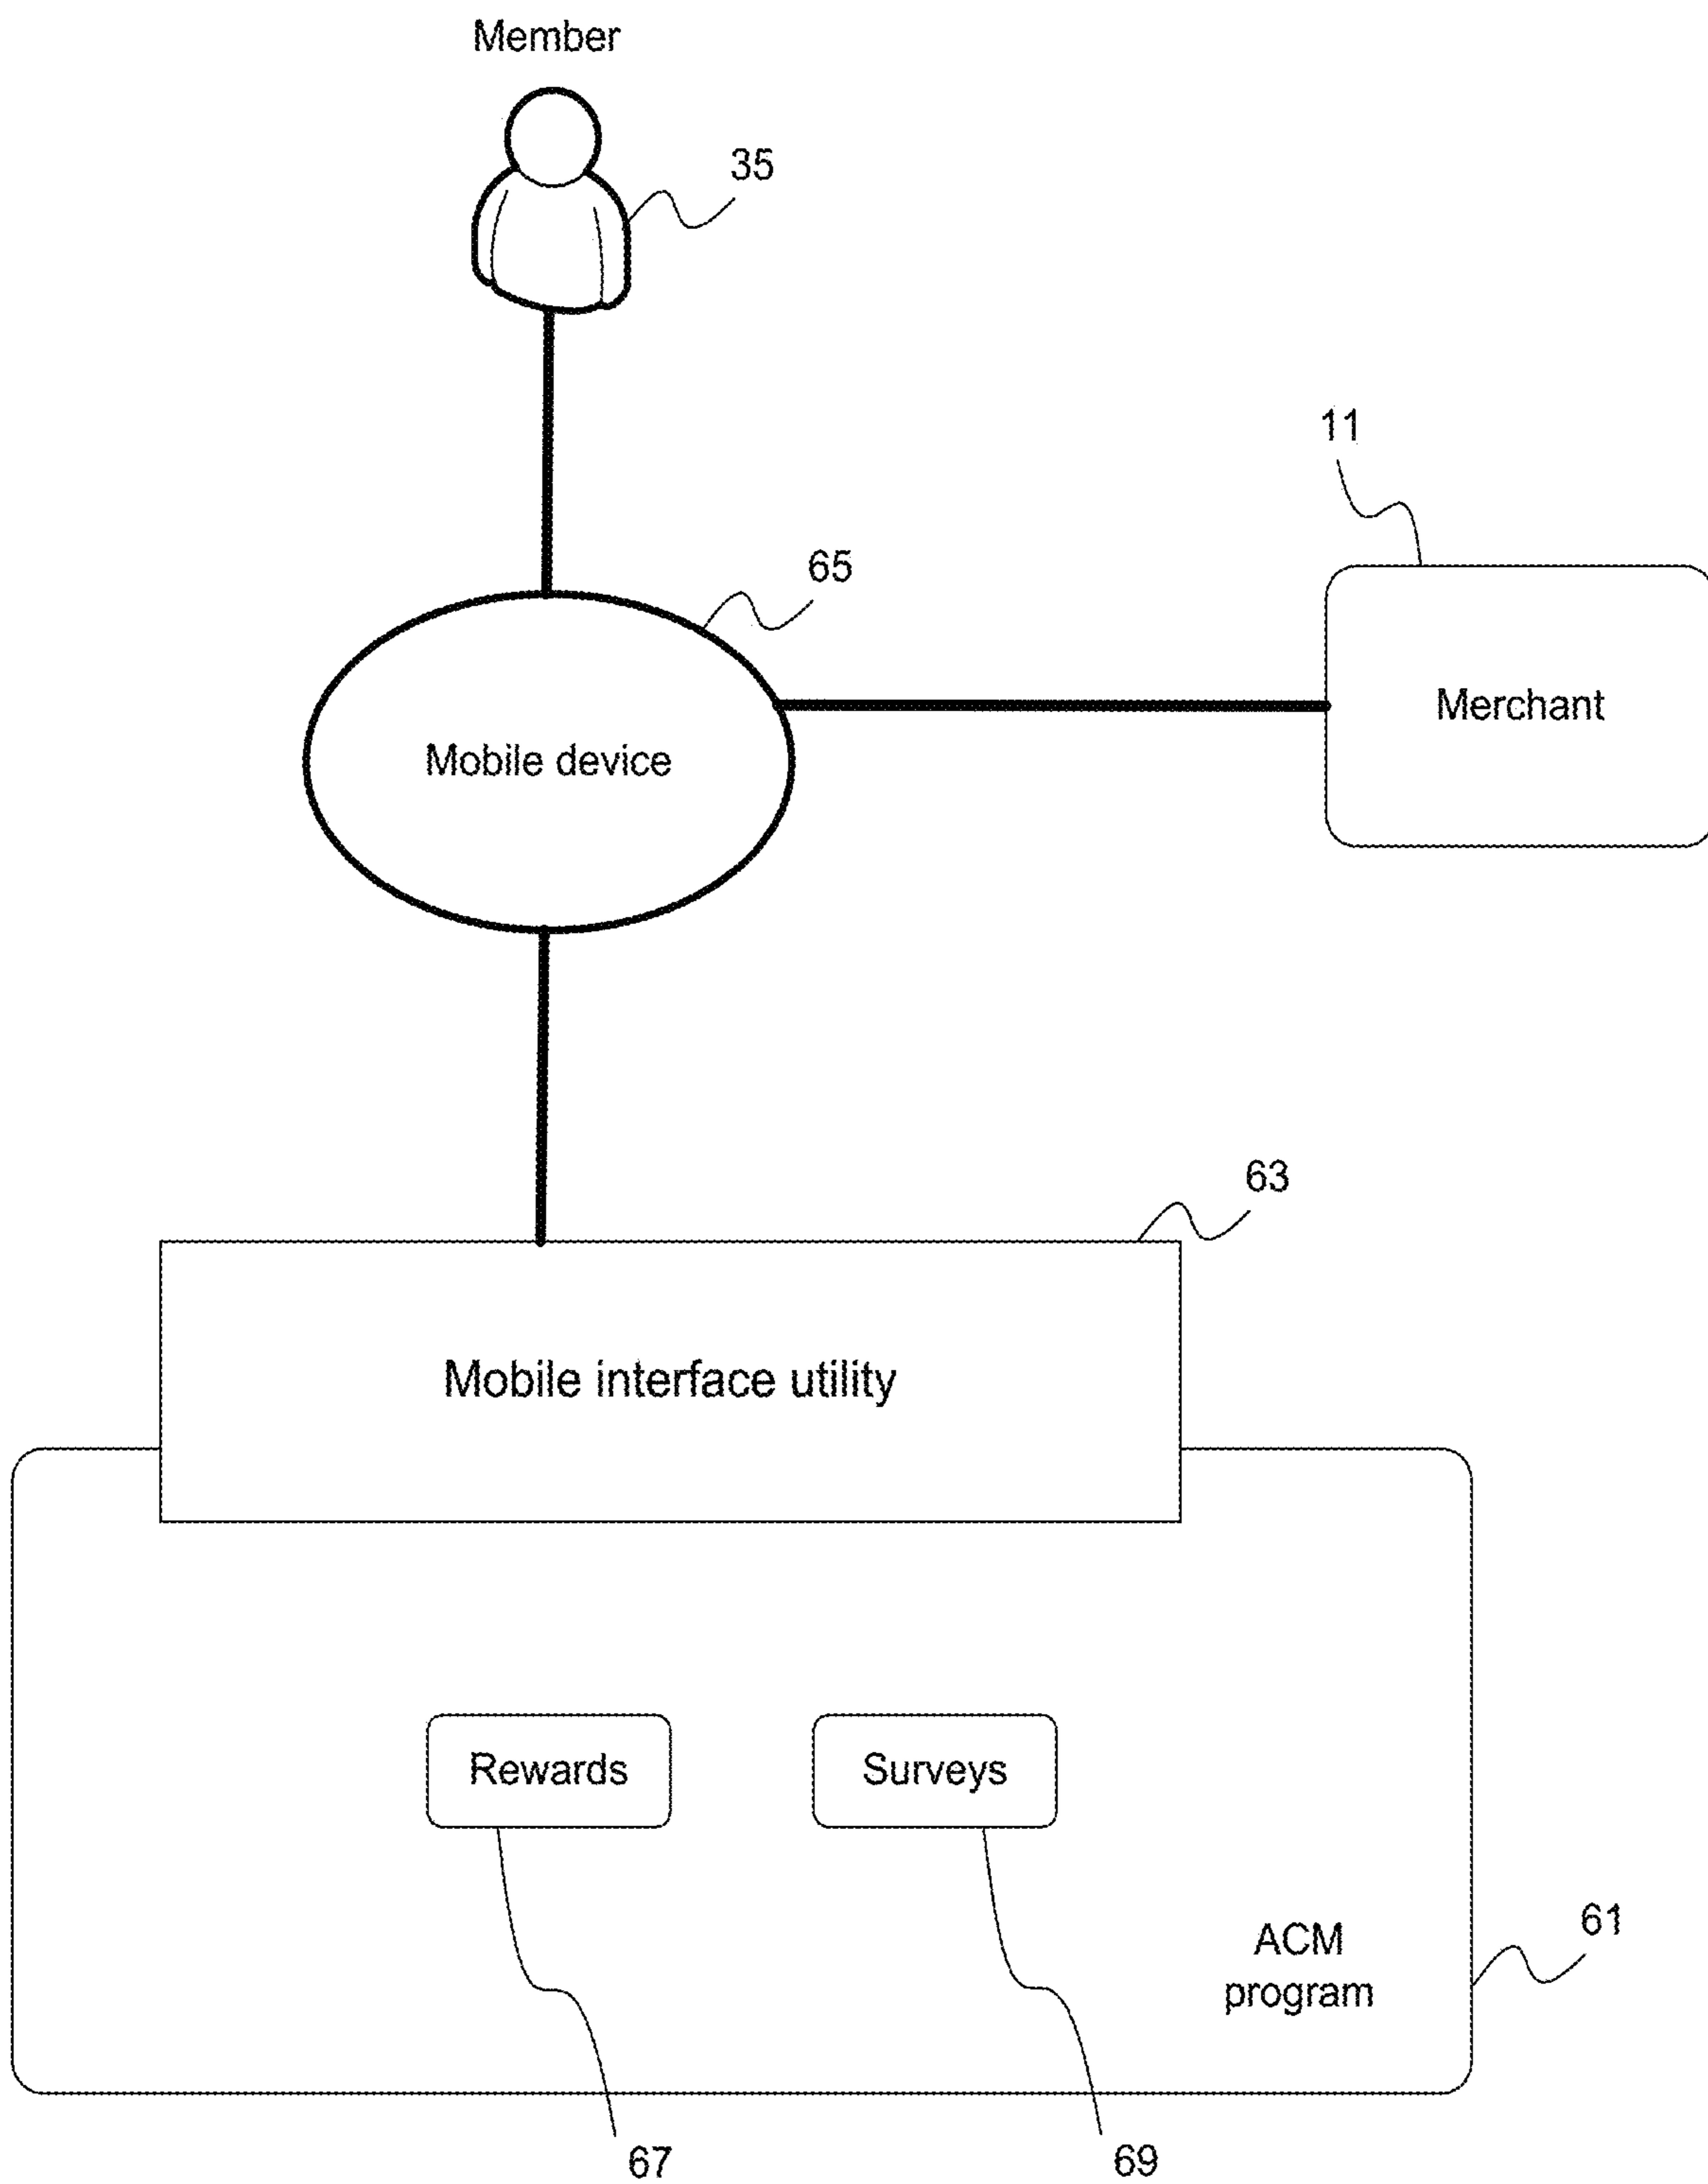 Member
35
11
65
Merchant
Mobile device
63
Mobile interface utility
Rewards
Surveys
61
ACM
program
67
69